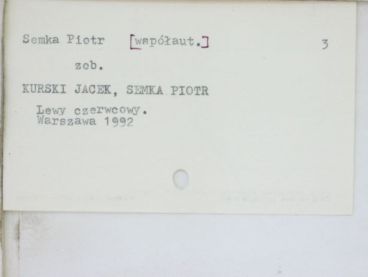 Semka Piotr [współaut.] 3
zob.
KURSKI JACEK, SEMKA PIOTR
Lewy czerwcowy.
Warszawa 1992